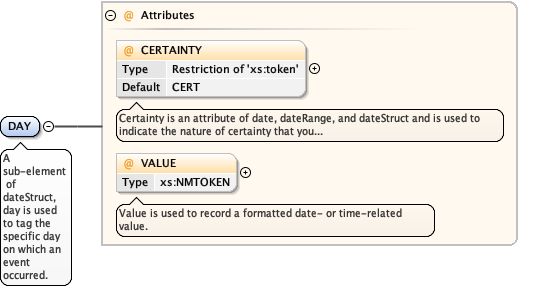 @ Attributes
@ CERTAINTY
Type Restriction of 'xs:token'
Default CERT
Certainty is an attribute of date, dateRange, and dateStruct and is used to
indicate the nature of certainty that you...
DAY
A
sub-element
of
dateStruct,
day is used
to tag the
specific day
on which an
event
occurred.
@ VALUE
Type xs:NMTOKEN
Value is used to record a formatted date- or time-related
value.